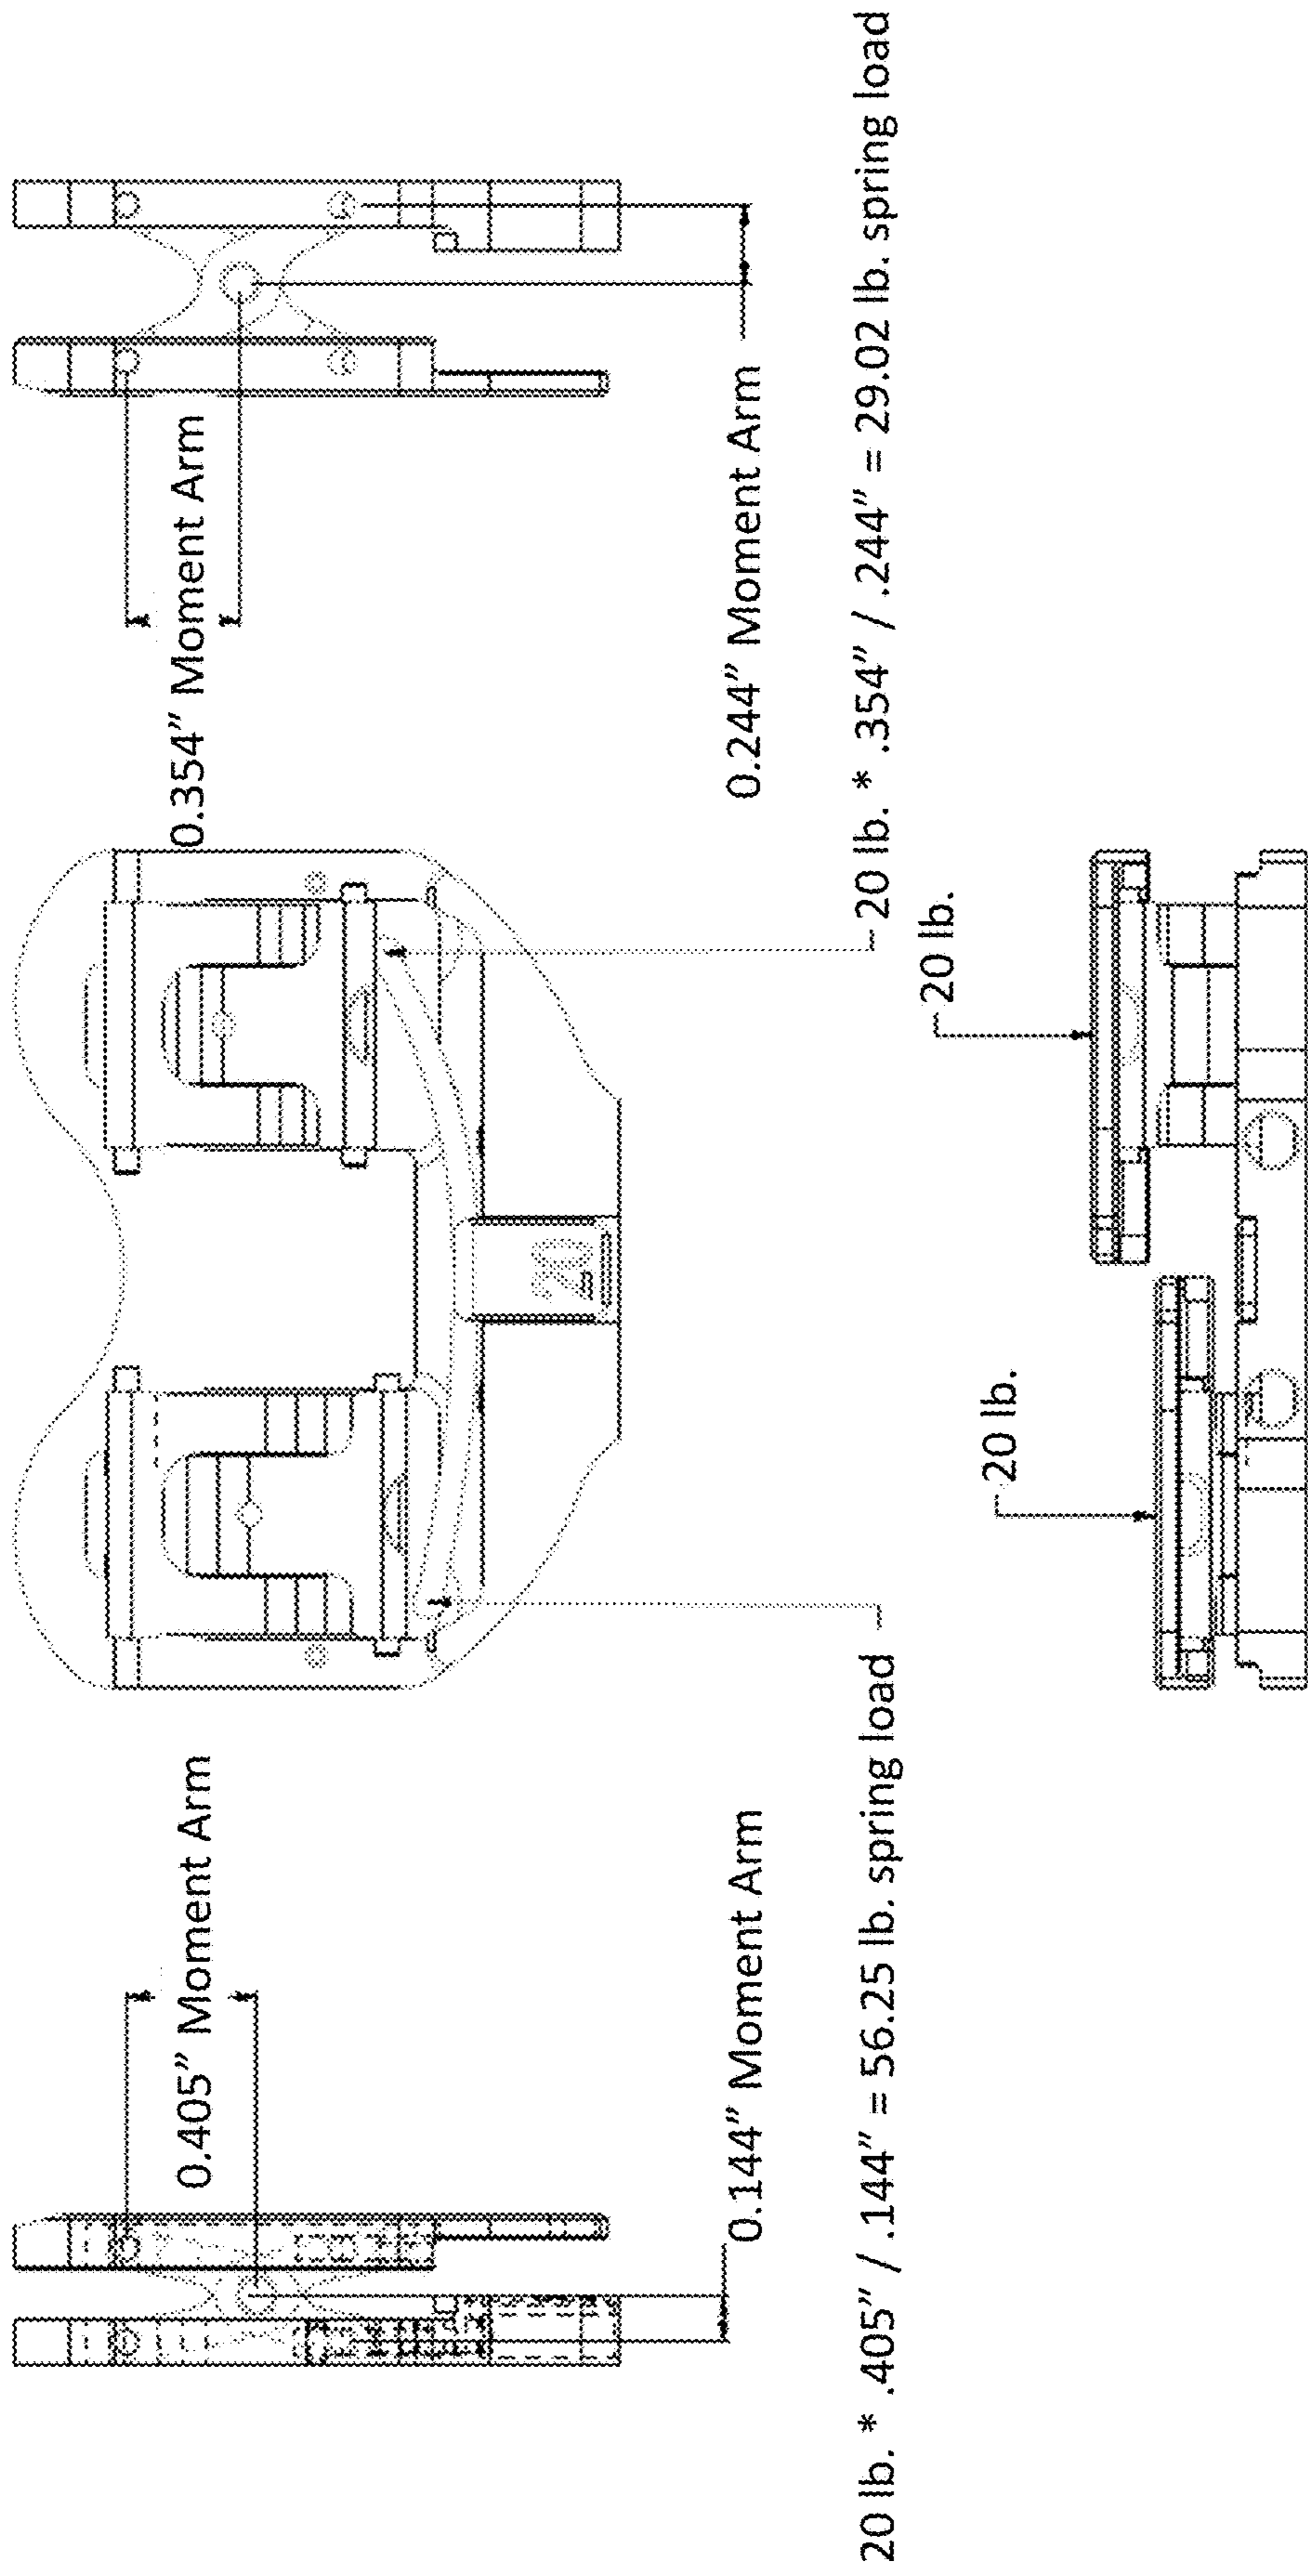 0.405” Moment Arm
0.354” Moment Arm
20
0.144” Moment Arm
0.244” Moment Arm
20 lb. * .405” / .144” = 56.25 lb. spring load
20 lb. * .354” / .244” = 29.02 lb. spring load
20 lb.
20 lb.